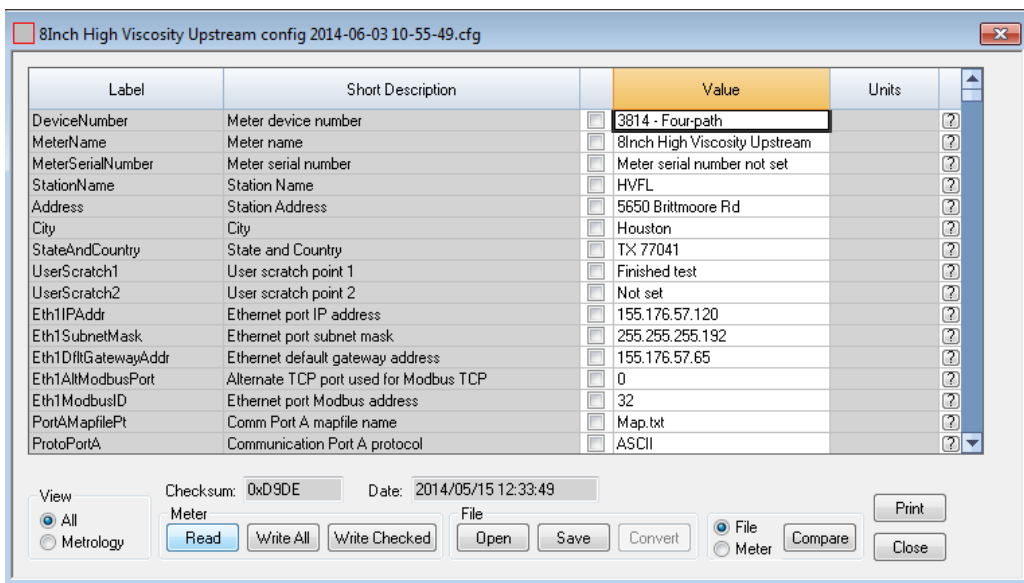 8Inch High Viscosity Upstream config 2014-06-03 10-55-49.cfg
Label Short Description Value Units
DeviceNumber Meter device number 3814 - Four-path ?
MeterName Meter name 8Inch High Viscosity Upstream ?
MeterSerialNumber Meter serial number Meter serial number not set ?
StationName Station Name HVFL ?
Address Station Address 5650 Brittmoore Rd ?
City City Houston ?
StateAndCountry State and Country TX 77041 ?
UserScratch1 User scratch point 1 Finished test ?
UserScratch2 User scratch point 2 Not set ?
Eth1IPAddr Ethernet port IP address 155.176.57.120 ?
Eth1SubnetMask Ethernet port subnet mask 255.255.255.192 ?
Eth1DfltGatewayAddr Ethernet default gateway address 155.176.57.65 ?
Eth1AltModbusPort Alternate TCP port used for Modbus TCP 0 ?
Eth1ModbusID Ethernet port Modbus address 32 ?
PortAMapfilePt Comm Port A mapfile name Map.txt ?
ProtoPortA Communication Port A protocol ASCII ?
View
All
Metrology
Checksum: 0xD9DE Date: 2014/05/15 12:33:49
Meter
Read Write All Write Checked
File
Open Save Convert
File
Meter
Compare
Print
Close